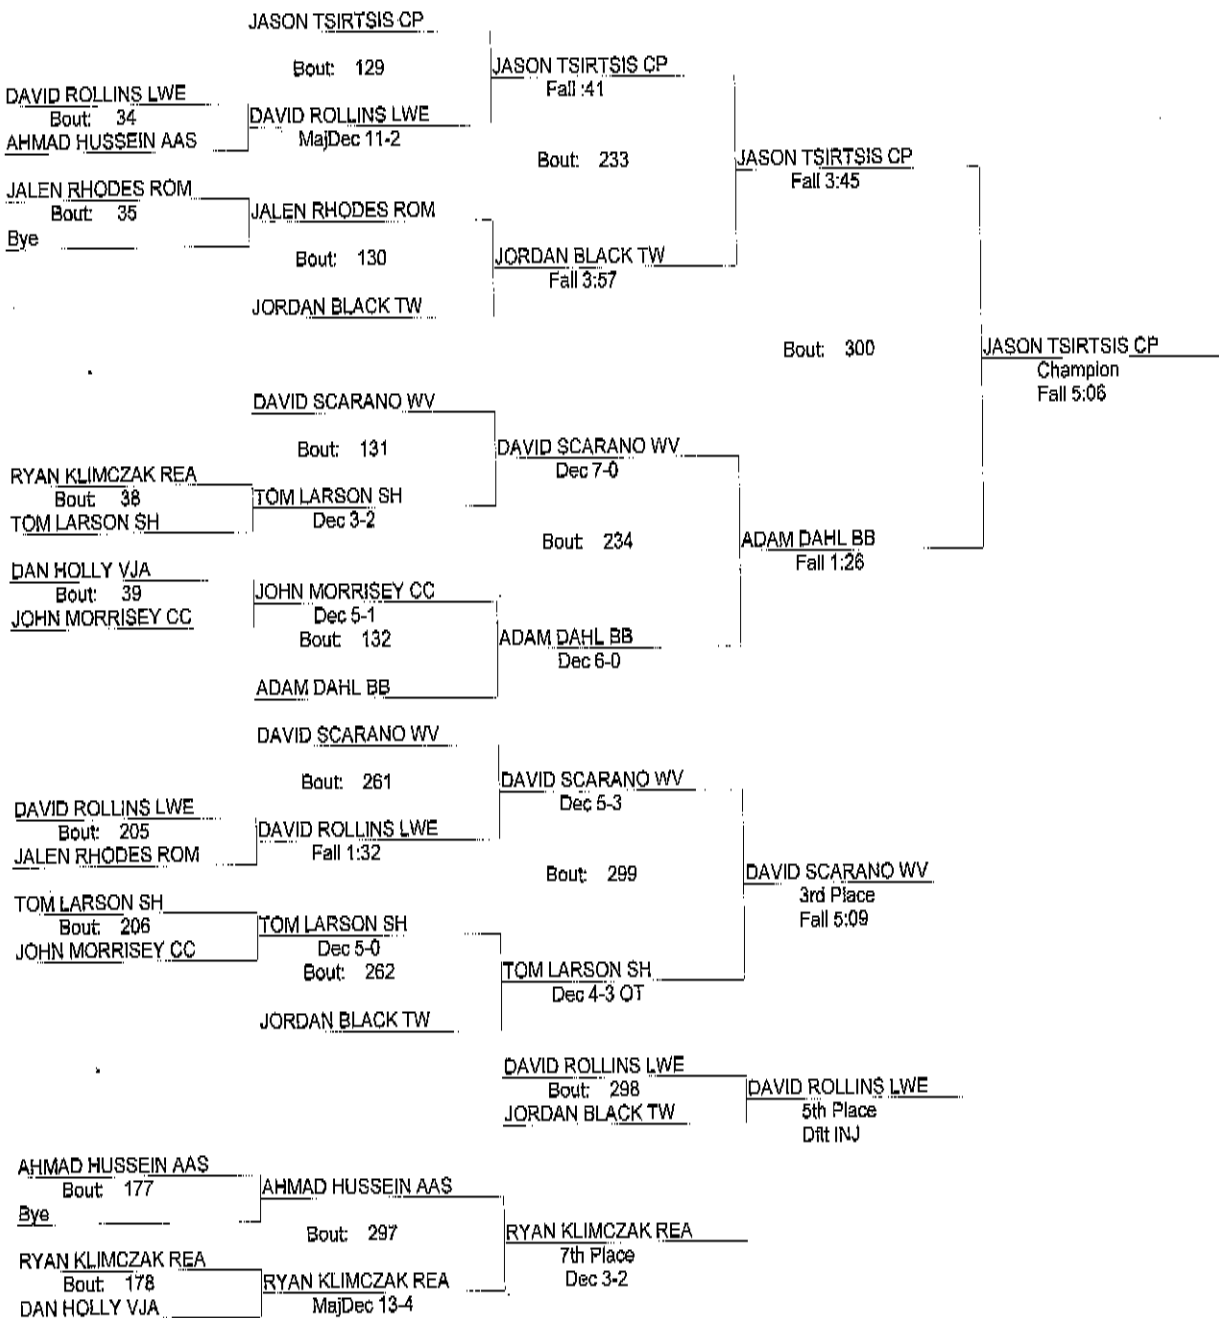 JASON TSIRTSIS CP
Bout: 129
JASON TSIRTSIS CP
Fall :41
DAVID ROLLINS LWE
Bout: 34
AHMAD HUSSEIN AAS
DAVID ROLLINS LWE
MajDec 11-2
Bout: 233
JASON TSIRTSIS CP
Fall 3:45
JALEN RHODES ROM
Bout: 35
Bye
JALEN RHODES ROM
Bout: 130
JORDAN BLACK TW
Fall 3:57
JORDAN BLACK TW
Bout: 300
JASON TSIRTSIS CP
Champion
Fall 5:06
DAVID SCARANO WV
Bout: 131
DAVID SCARANO WV
Dec 7-0
RYAN KLIMCZAK REA
Bout: 38
TOM LARSON SH
TOM LARSON SH
Dec 3-2
Bout: 234
ADAM DAHL BB
Fall 1:26
DAN HOLLY VJA
Bout: 39
JOHN MORRISEY CC
JOHN MORRISEY CC
Dec 5-1
Bout: 132
ADAM DAHL BB
Dec 6-0
ADAM DAHL BB
DAVID SCARANO WV
Bout: 261
DAVID SCARANO WV
Dec 5-3
DAVID ROLLINS LWE
Bout: 205
JALEN RHODES ROM
DAVID ROLLINS LWE
Fall 1:32
Bout: 299
DAVID SCARANO WV
3rd Place
Fall 5:09
TOM LARSON SH
Bout: 206
JOHN MORRISEY CC
TOM LARSON SH
Dec 5-0
Bout: 262
TOM LARSON SH
Dec 4-3 OT
JORDAN BLACK TW
DAVID ROLLINS LWE
Bout: 298
JORDAN BLACK TW
DAVID ROLLINS LWE
5th Place
Dflt INJ
AHMAD HUSSEIN AAS
Bout: 177
Bye
AHMAD HUSSEIN AAS
Bout: 297
RYAN KLIMCZAK REA
7th Place
Dec 3-2
RYAN KLIMCZAK REA
Bout: 178
DAN HOLLY VJA
RYAN KLIMCZAK REA
MajDec 13-4